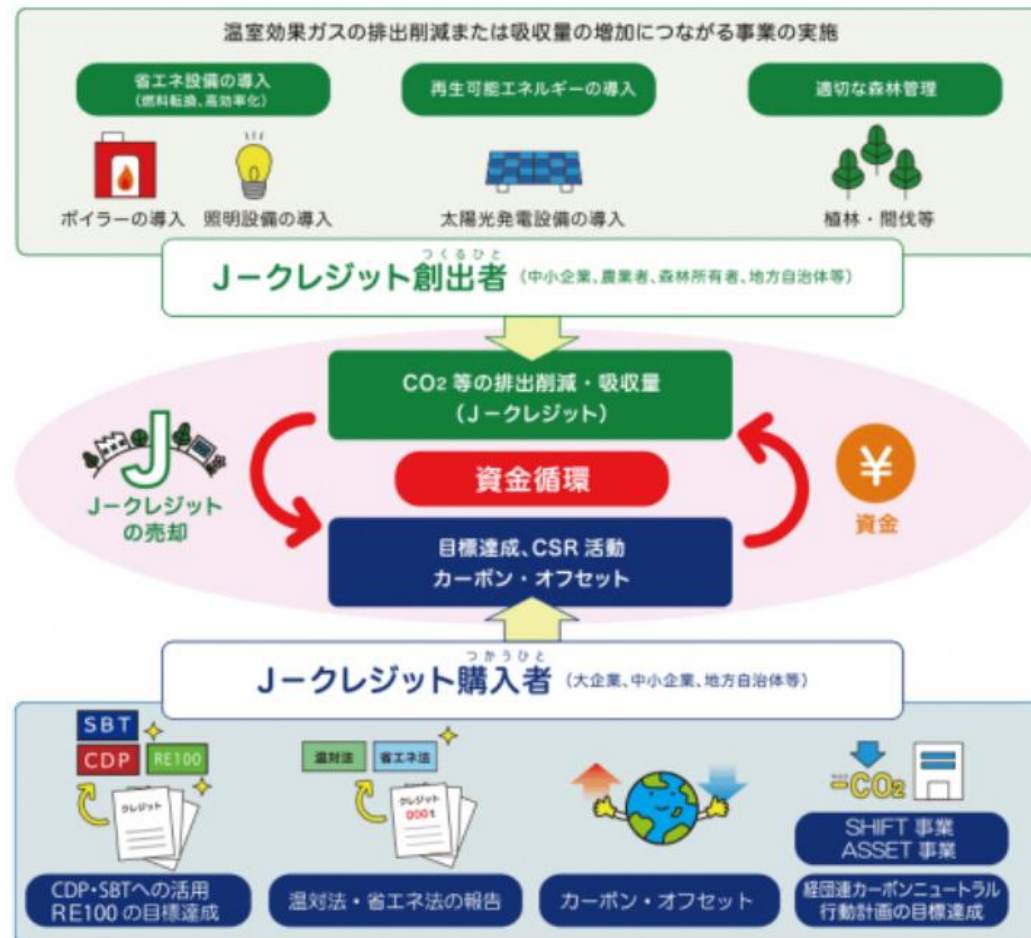 温室効果ガスの排出削減または吸収量の増加につながる事業の実施
省エネ設備の導入
(燃料転換、高効率化)
再生可能エネルギーの導入
適切な森林管理
ボイラーの導入
照明設備の導入
太陽光発電設備の導入
植林・間伐等
つくるひと
J-クレジット創出者(中小企業、農業者、森林所有者、地方自治体等)
CO2 等の排出削減・吸収量
(J-クレジット)
J
J-クレジット
の売却
資金循環
¥
資金
目標達成、CSR 活動
カーボン・オフセット
つかうひと
J-クレジット購入者(大企業、中小企業、地方自治体等)
SBT
CDP
RE100
クレジット
温対法
省エネ法
クレジット
000t
-CO2
CDP・SBTへの活用
RE100 の目標達成
温対法・省エネ法の報告
カーボン・オフセット
SHIFT 事業
ASSET 事業
経団連カーボンニュートラル
行動計画の目標達成